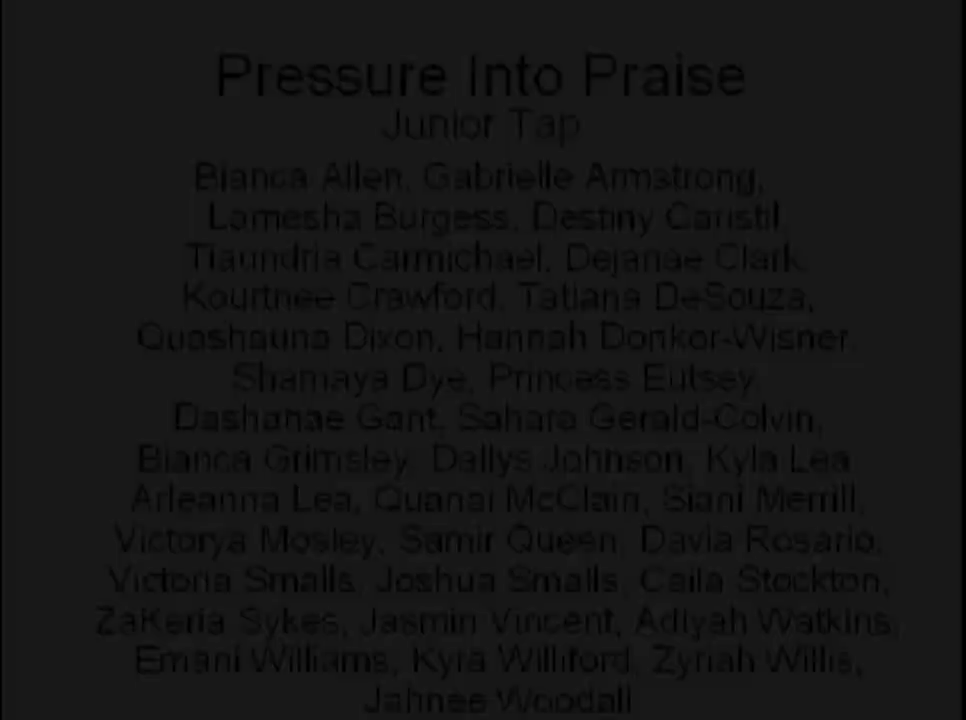 Pressure Into Praise
Junior Tap
Bianca Allen, Gabrielle Armstrong,
Lamesha Burgess, Destiny Caristil,
Tiaundria Carmichael, Dejanae Clark,
Kourtnee Crawford, Tatiana DeSouza,
Quashauna Dixon, Hannah Donkor-Wisner,
Shamaya Dye, Princess Eutsey,
Dashanae Gant, Sahara Gerald-Colvin,
Bianca Grimsley, Dallys Johnson, Kyla Lea
Arleanna Lea, Quanai McClain, Siani Merrill,
Victorya Mosley, Samir Queen, Davia Rosario,
Victoria Smalls, Joshua Smalls, Caila Stockton,
ZaKeria Sykes, Jasmin Vincent, Adiyah Watkins,
Emani Williams, Kyra Williford, Zyriah Willis,
Jahnee Woodall